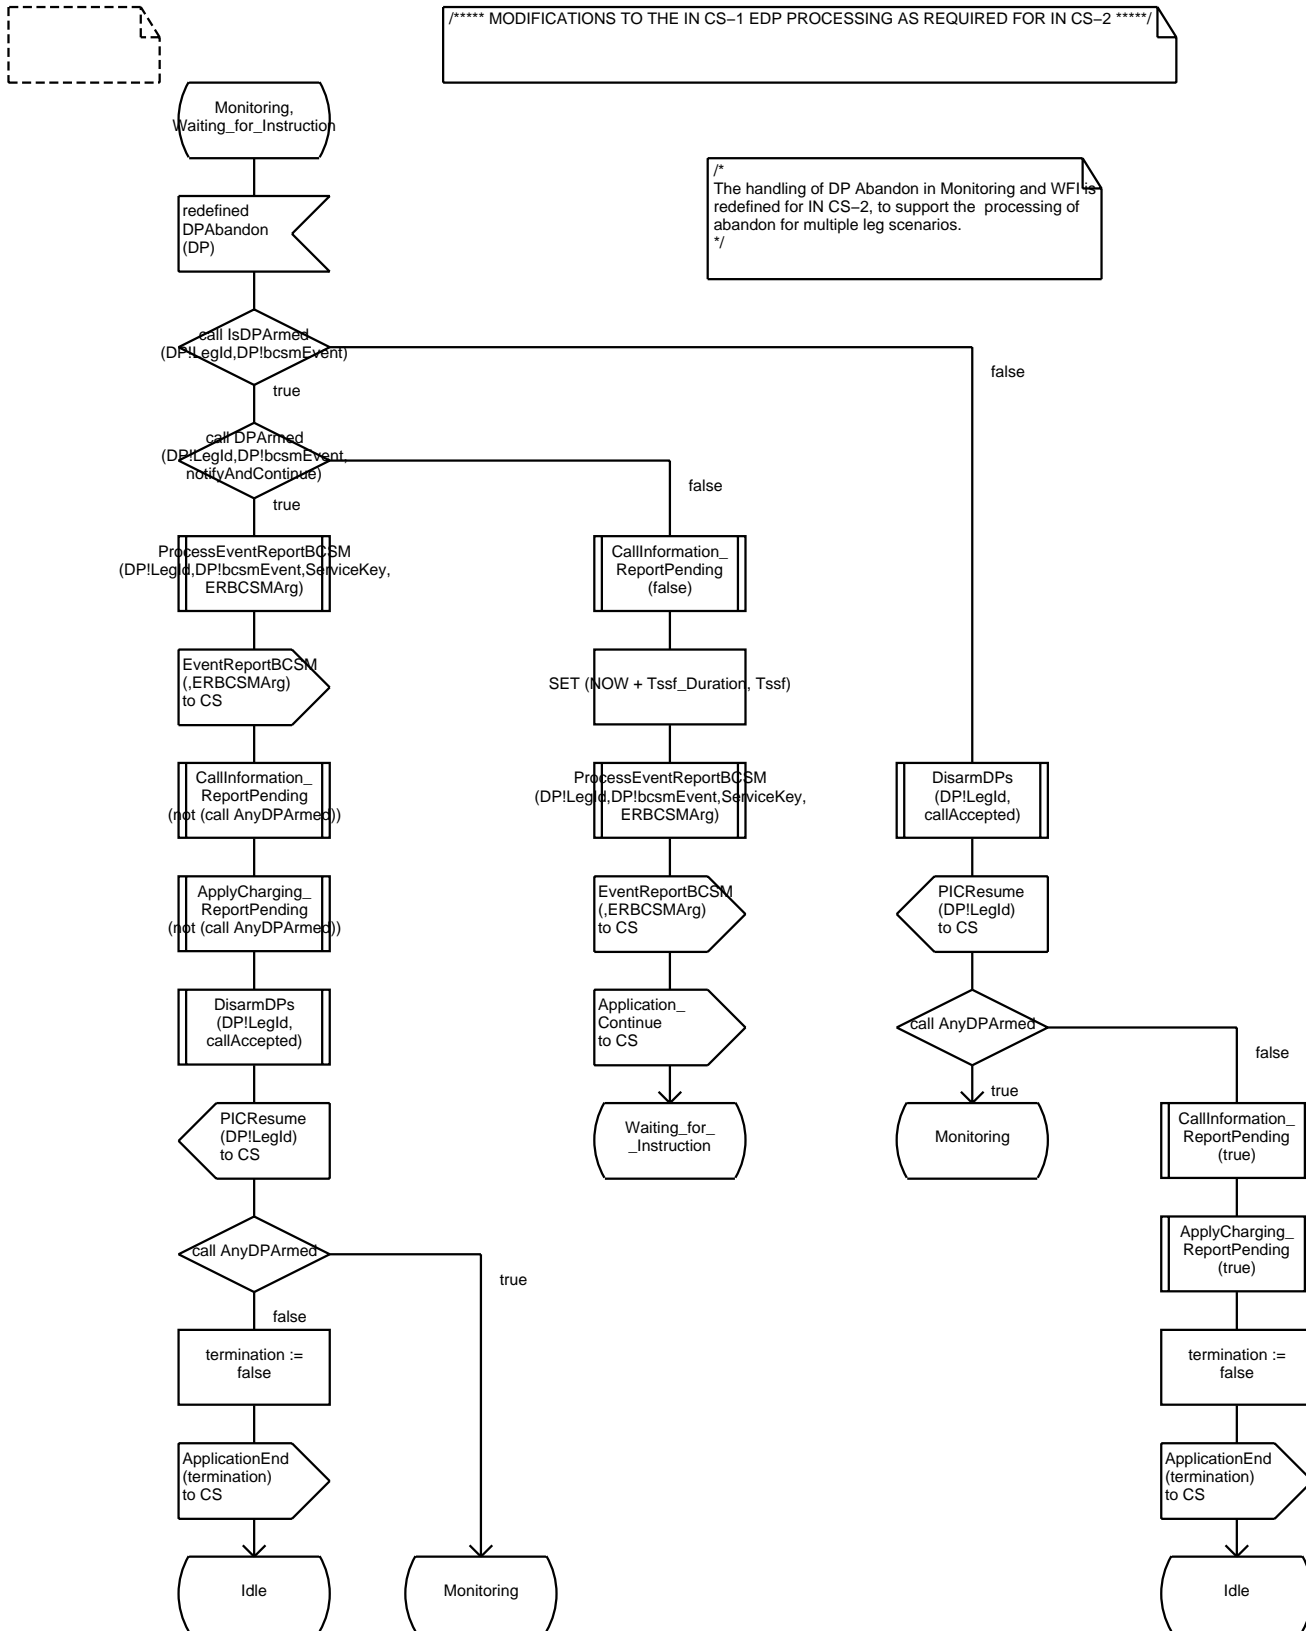 /***** MODIFICATIONS TO THE IN CS–1 EDP PROCESSING AS REQUIRED FOR IN CS–2 *****/
Monitoring,
Waiting_for_Instruction
/*
The handling of DP Abandon in Monitoring and WFI is
redefined for IN CS–2, to support the  processing of
abandon for multiple leg scenarios.
*/
redefined
DPAbandon
(DP)
call IsDPArmed
(DP!LegId,DP!bcsmEvent)
false
true
call DPArmed
(DP!LegId,DP!bcsmEvent,
notifyAndContinue)
false
true
ProcessEventReportBCSM
(DP!LegId,DP!bcsmEvent,ServiceKey,
ERBCSMArg)
CallInformation_
ReportPending
(false)
EventReportBCSM
(,ERBCSMArg)
to CS
SET (NOW + Tssf_Duration, Tssf)
CallInformation_
ReportPending
(not (call AnyDPArmed))
ProcessEventReportBCSM
(DP!LegId,DP!bcsmEvent,ServiceKey,
ERBCSMArg)
DisarmDPs
(DP!LegId,
callAccepted)
ApplyCharging_
ReportPending
(not (call AnyDPArmed))
EventReportBCSM
(,ERBCSMArg)
to CS
PICResume
(DP!LegId)
to CS
DisarmDPs
(DP!LegId,
callAccepted)
Application_
Continue
to CS
call AnyDPArmed
false
true
PICResume
(DP!LegId)
to CS
Waiting_for_
_Instruction
Monitoring
CallInformation_
ReportPending
(true)
call AnyDPArmed
true
false
ApplyCharging_
ReportPending
(true)
termination :=
false
termination :=
false
ApplicationEnd
(termination)
to CS
ApplicationEnd
(termination)
to CS
Idle
Monitoring
Idle